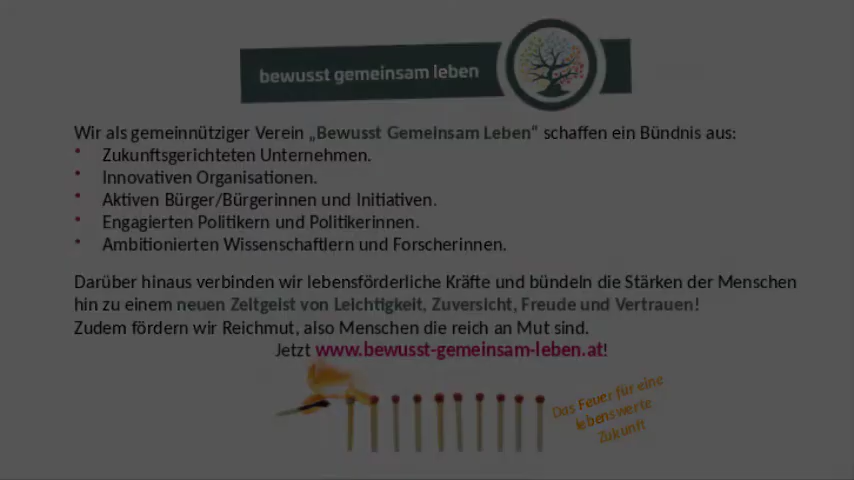 bewusst gemeinsam leben
Wir als gemeinnütziger Verein „Bewusst Gemeinsam Leben“ schaffen ein Bündnis aus:
• Zukunftsgerichteten Unternehmen.
• Innovativen Organisationen.
• Aktiven Bürger/Bürgerinnen und Initiativen.
• Engagierten Politikern und Politikerinnen.
• Ambitionierten Wissenschaftlern und Forscherinnen.
Darüber hinaus verbinden wir lebensförderliche Kräfte und bündeln die Stärken der Menschen
hin zu einem neuen Zeitgeist von Leichtigkeit, Zuversicht, Freude und Vertrauen!
Zudem fördern wir Reichmut, also Menschen die reich an Mut sind.
Jetzt www.bewusst-gemeinsam-leben.at!
Das Feuer für eine
lebenswerte
Zukunft